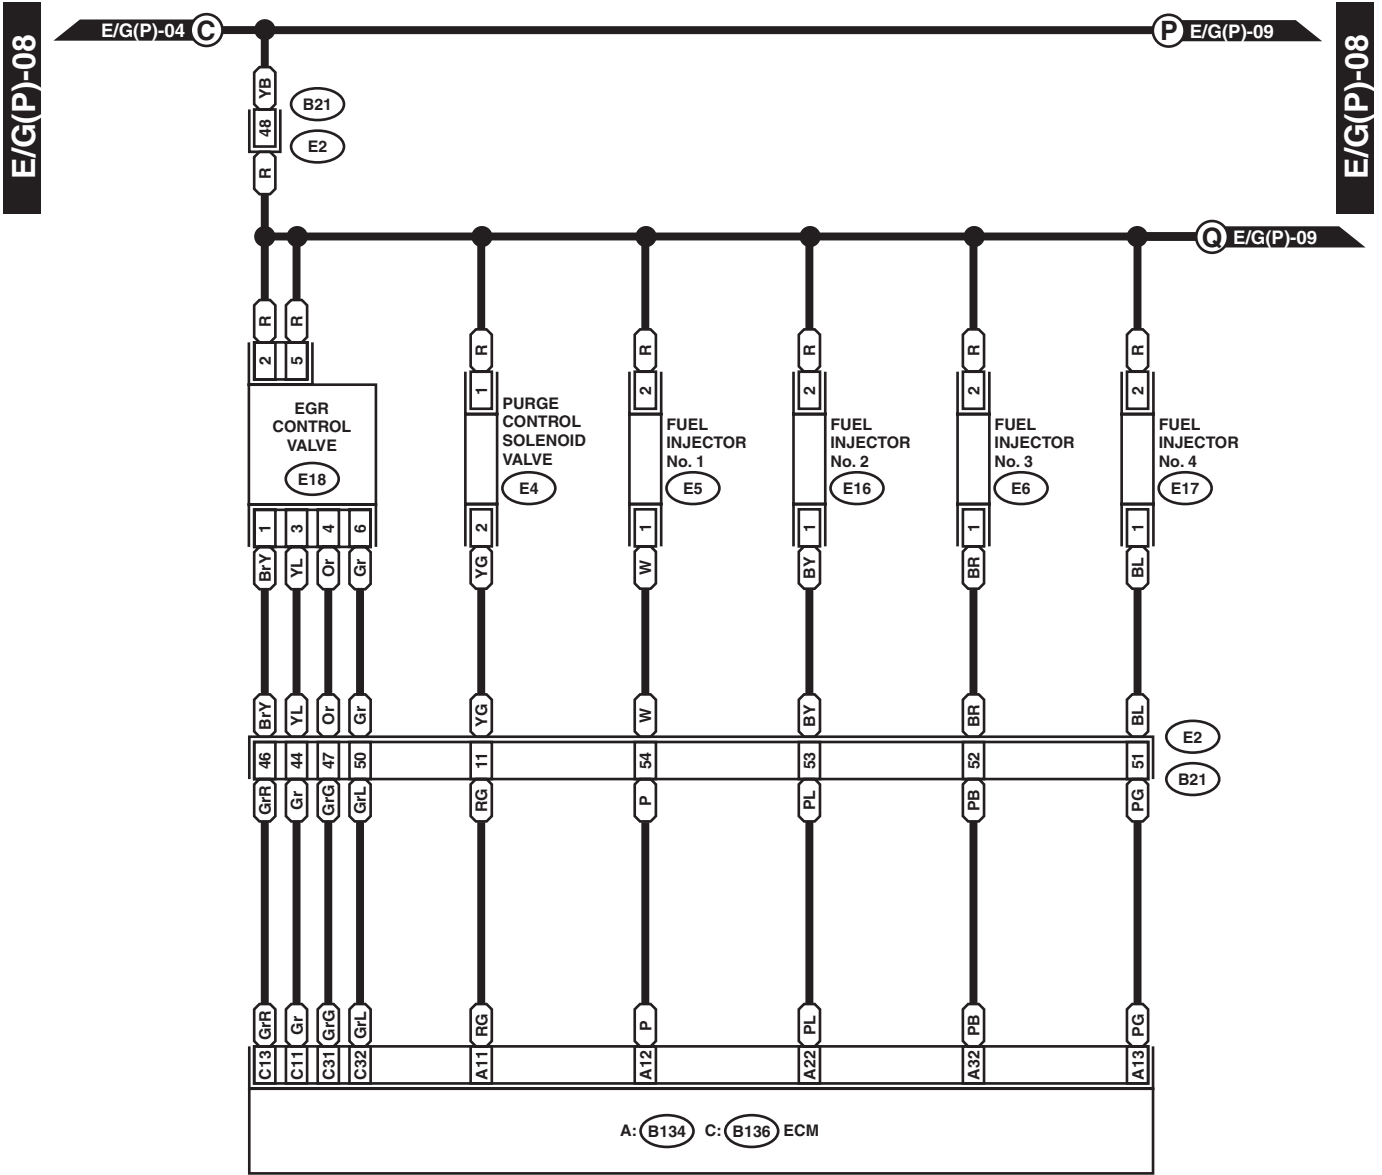 E/G(P)-08
E/G(P)-08
E/G(P)-04 C
P E/G(P)-09
YB
B21
48
E2
R
Q E/G(P)-09
R R R R R R R
2 5 1 2 2 2 2
EGR
CONTROL
VALVE
E18
PURGE
CONTROL
SOLENOID
VALVE
E4
FUEL
INJECTOR
No. 1
E5
FUEL
INJECTOR
No. 2
E16
FUEL
INJECTOR
No. 3
E6
FUEL
INJECTOR
No. 4
E17
1 3 4 6 2 1 1 1 1
BrY YL Or Gr YG W BY BR BL
BrY YL Or Gr YG W BY BR BL
E2
46 44 47 50 11 54 53 52 51
B21
GrR Gr GrG GrL RG P PL PB PG
GrR Gr GrG GrL RG P PL PB PG
C13 C11 C31 C32 A11 A12 A22 A32 A13
A: B134 C: B136 ECM